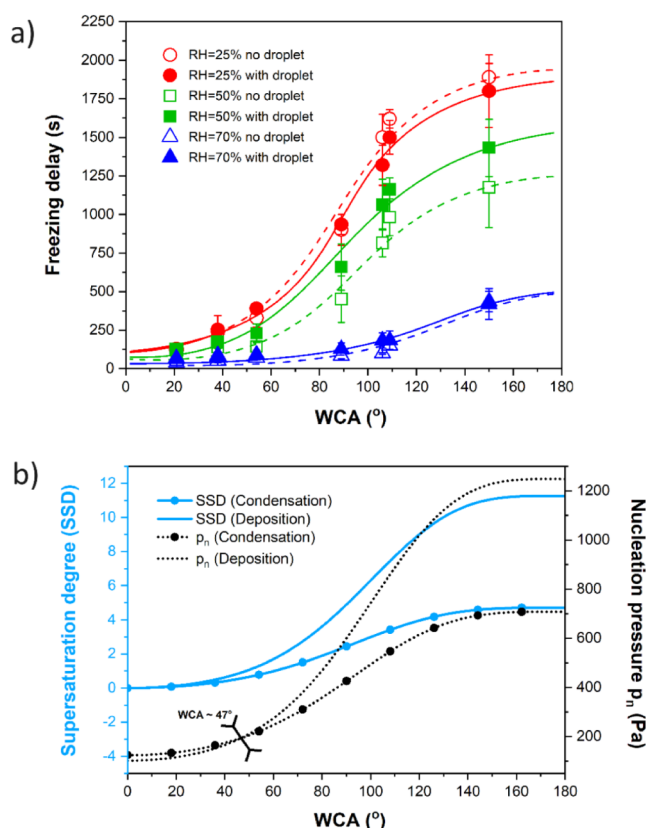 a)
2250
2000
1750
1500
1250
1000
750
500
250
0
Freezing delay (s)
RH=25% no droplet
RH=25% with droplet
RH=50% no droplet
RH=50% with droplet
RH=70% no droplet
RH=70% with droplet
0 20 40 60 80 100 120 140 160 180
WCA (º)
b)
12
10
8
6
4
2
0
-2
-4
Supersaturation degree (SSD)
SSD (Condensation)
SSD (Deposition)
pn (Condensation)
pn (Deposition)
WCA ~ 47°
1200
1000
800
600
400
200
Nucleation pressure pn (Pa)
0 20 40 60 80 100 120 140 160 180
WCA (º)